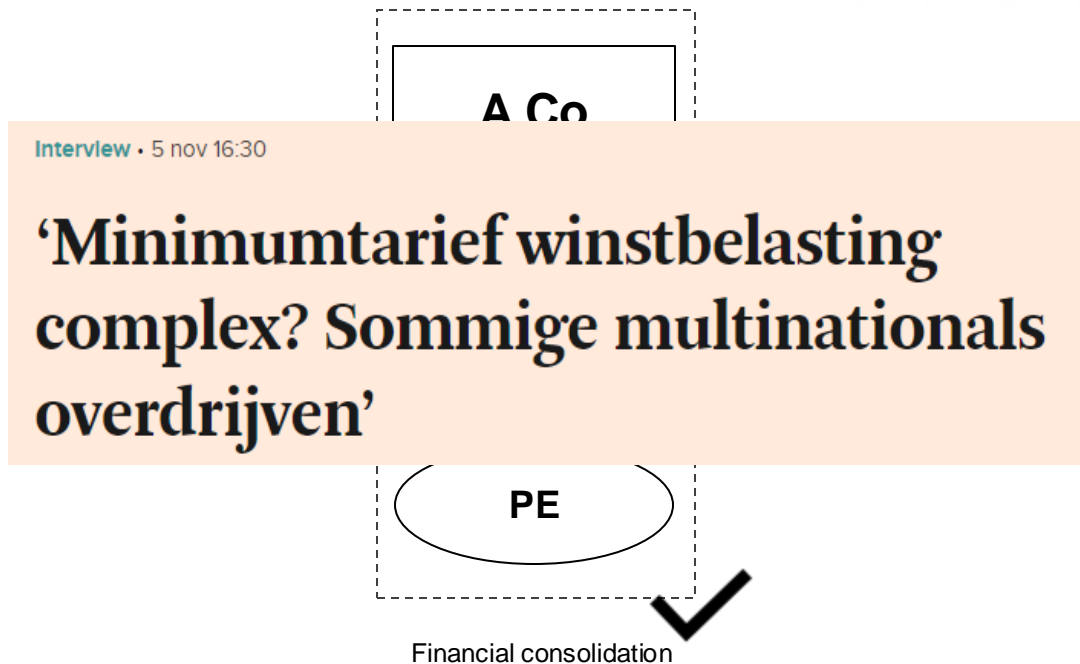 A Co
Interview • 5 nov 16:30
‘Minimumtarief winstbelasting
complex? Sommige multinationals
overdrijven’
PE
Financial consolidation